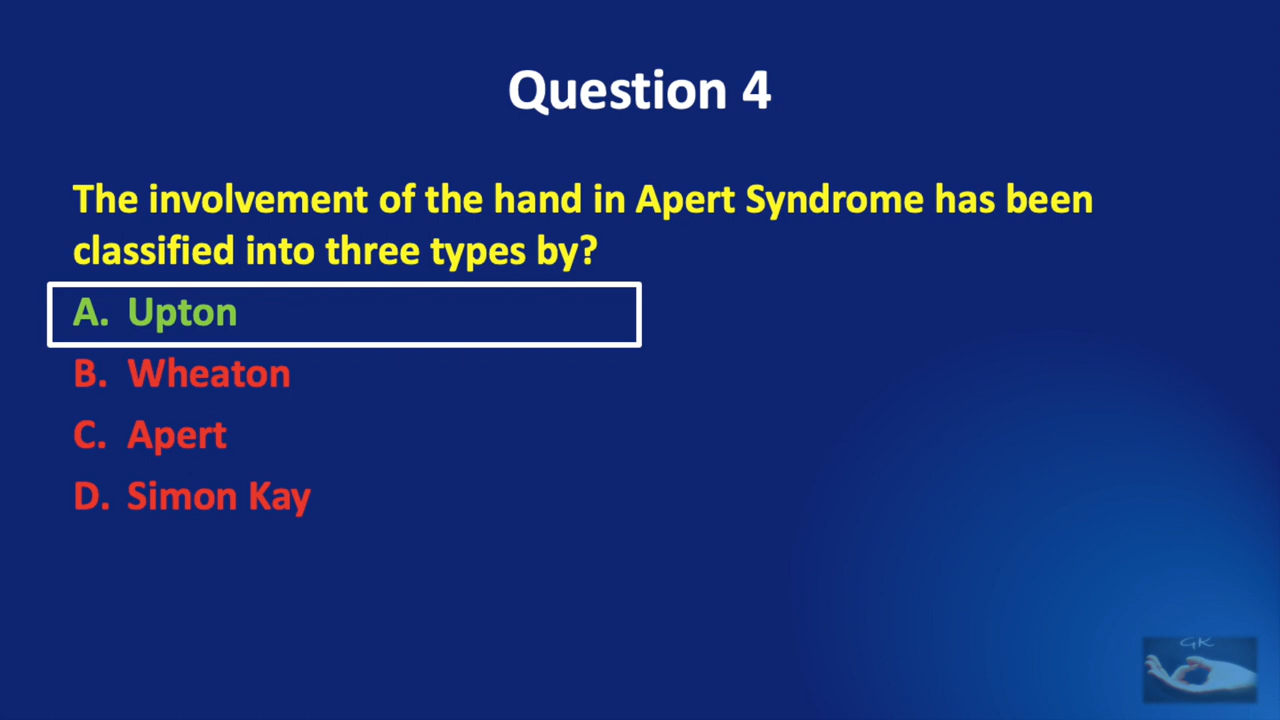 Question 4
The involvement of the hand in Apert Syndrome has been
classified into three types by?
A. Upton
B. Wheaton
C. Apert
D. Simon Kay
GK